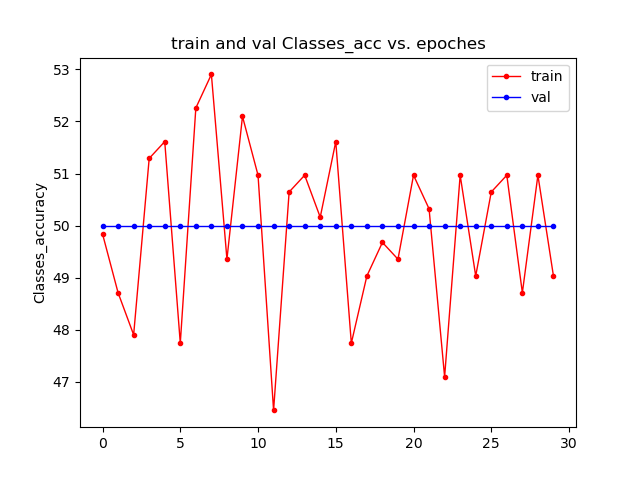 train and val Classes_acc vs. epoches
train
val
Classes_accuracy
53
52
51
50
49
48
47
0 5 10 15 20 25 30